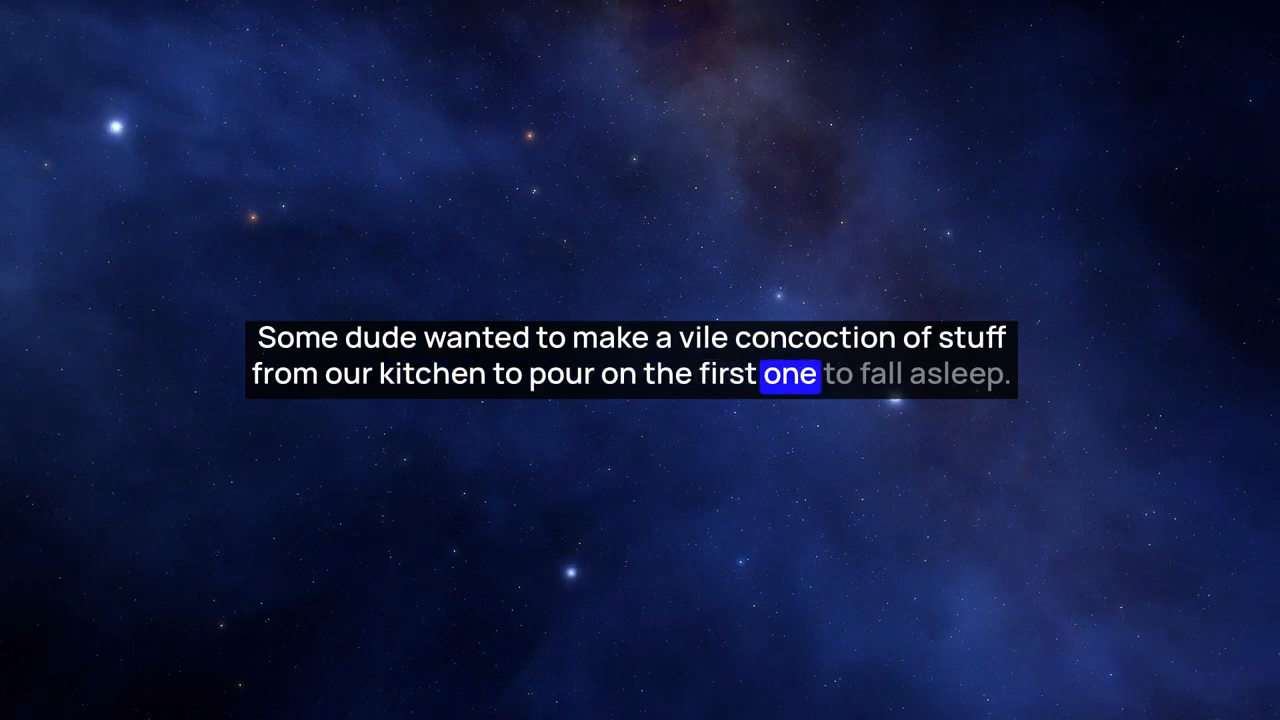 Some dude wanted to make a vile concoction of stuff
from our kitchen to pour on the first one to fall asleep.